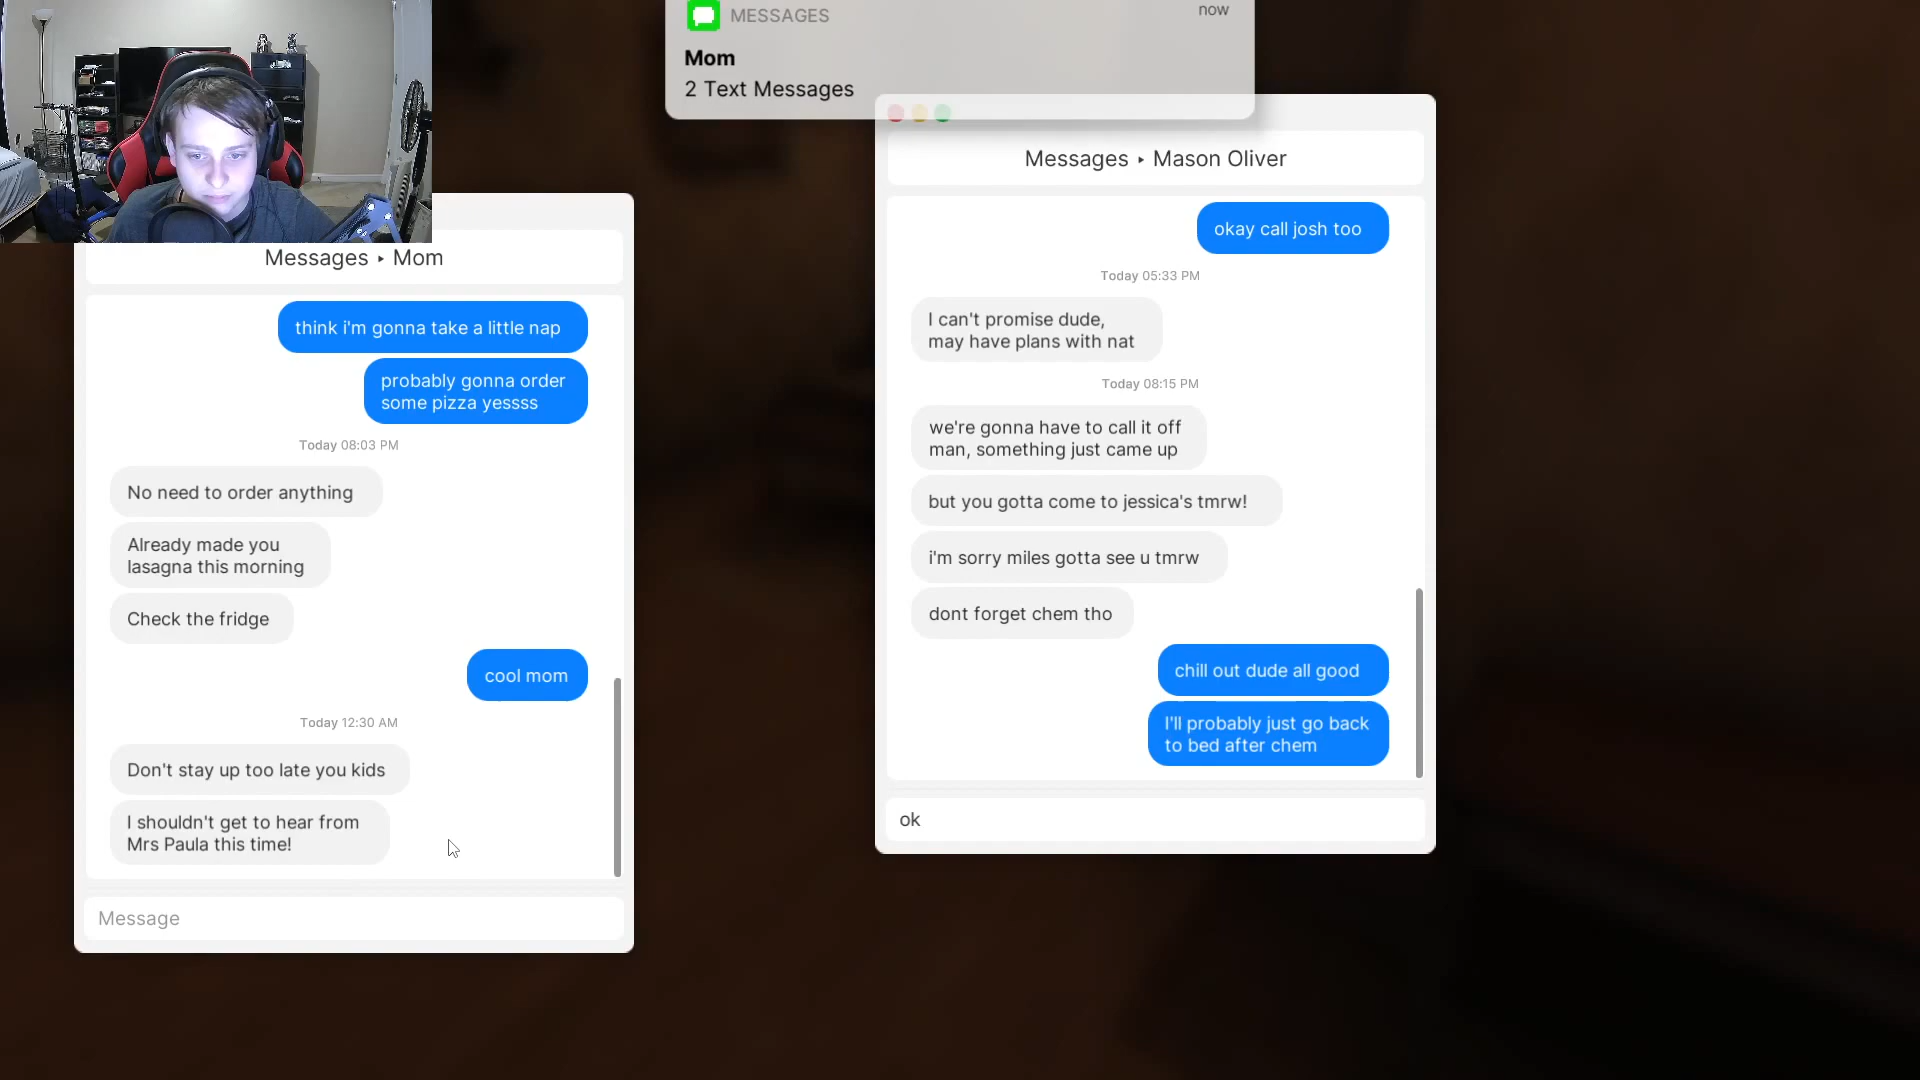 MESSAGES
now
Mom
2 Text Messages
Messages ▸ Mom
think i'm gonna take a little nap
probably gonna order
some pizza yessss
Today 08:03 PM
No need to order anything
Already made you
lasagna this morning
Check the fridge
cool mom
Today 12:30 AM
Don't stay up too late you kids
I shouldn't get to hear from
Mrs Paula this time!
Message
Messages ▸ Mason Oliver
okay call josh too
Today 05:33 PM
I can't promise dude,
may have plans with nat
Today 08:15 PM
we're gonna have to call it off
man, something just came up
but you gotta come to jessica's tmrw!
i'm sorry miles gotta see u tmrw
dont forget chem tho
chill out dude all good
I'll probably just go back
to bed after chem
ok